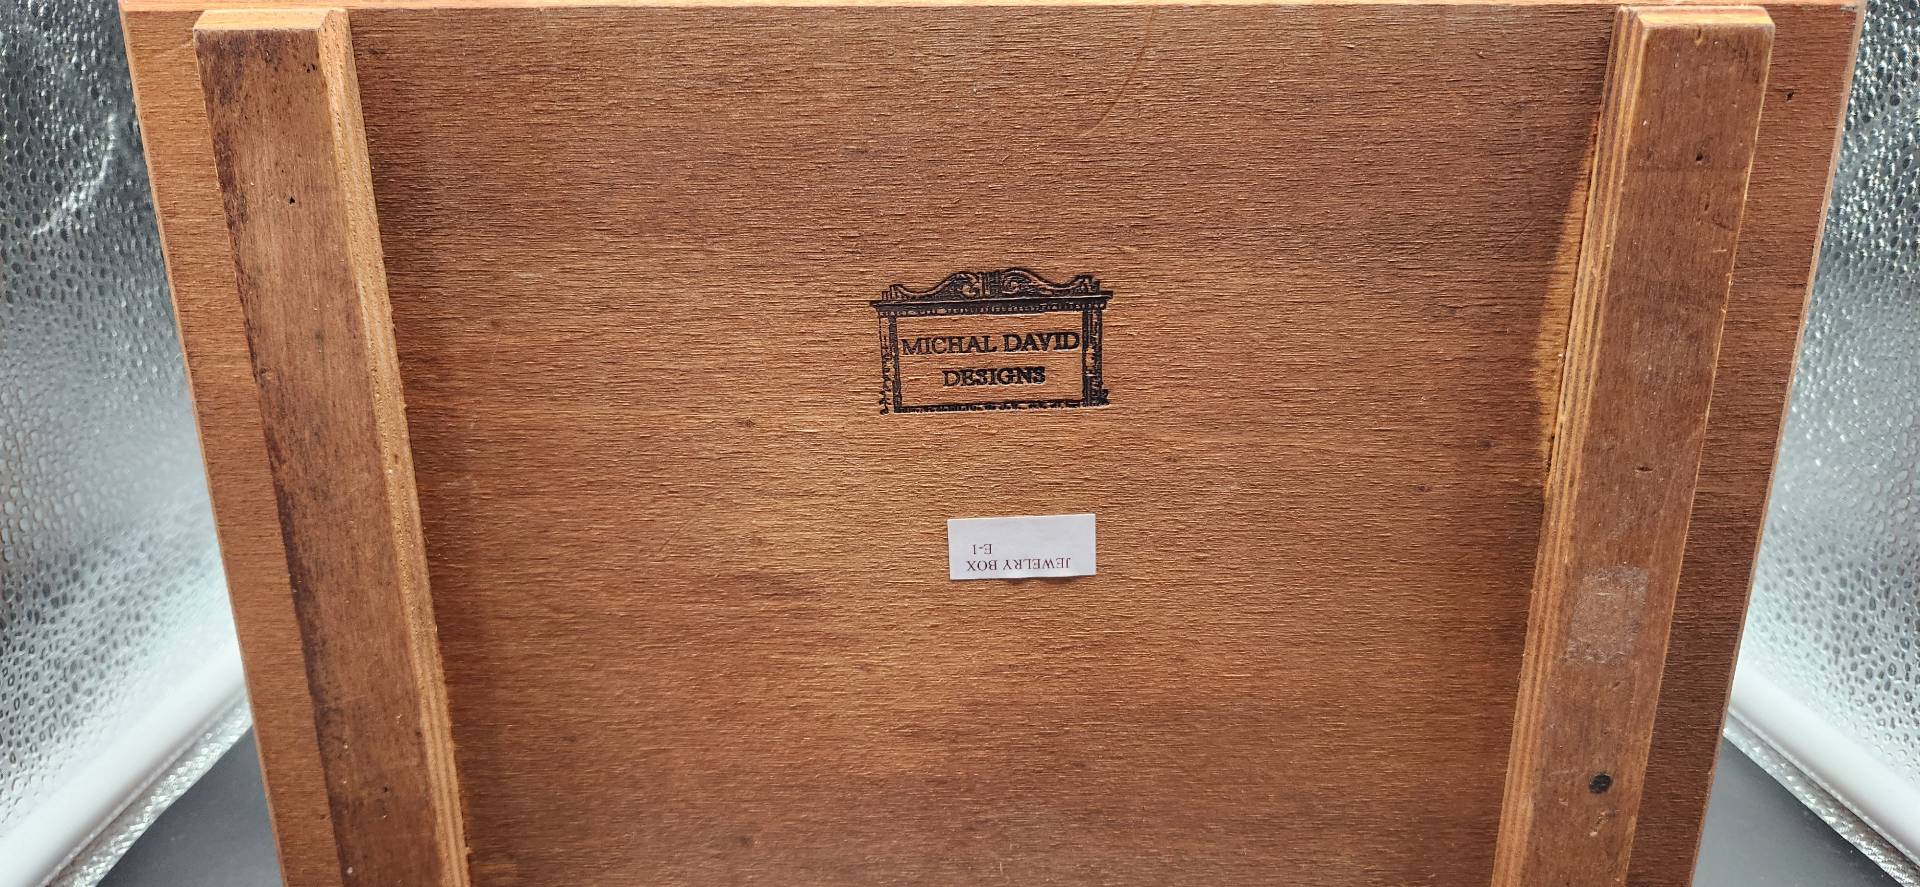 MICHAL DAVID
DESIGNS
JEWELRY BOX
E-1